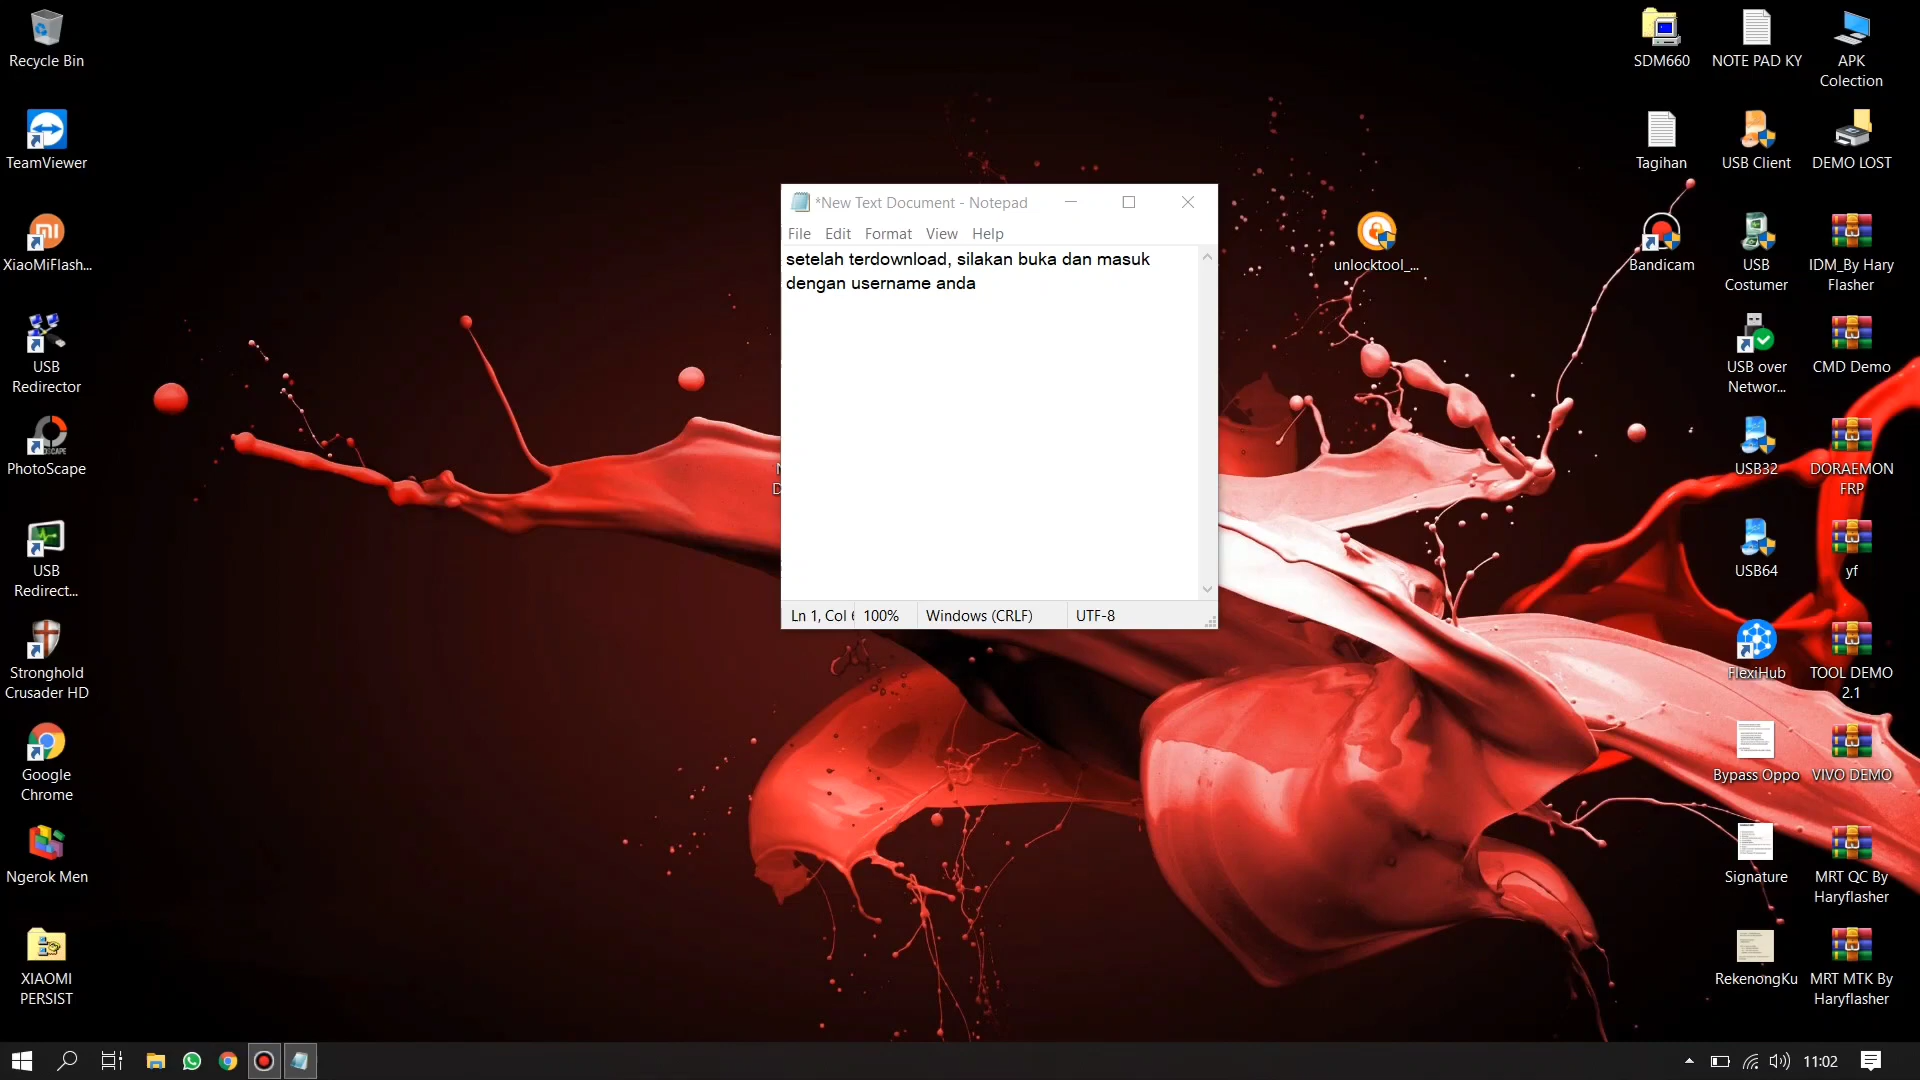 Recycle Bin
TeamViewer
XiaoMiFlash...
USB
Redirector
PhotoScape
USB
Redirect...
Stronghold
Crusader HD
Google
Chrome
Ngerok Men
XIAOMI
PERSIST
*New Text Document - Notepad
File Edit Format View Help
setelah terdownload, silakan buka dan masuk
dengan username anda
Ln 1, Col 100% Windows (CRLF) UTF-8
unlocktool_...
SDM660
Tagihan
Bandicam
NOTE PAD KY
USB Client
USB
Costumer
USB over
Networ...
USB32
USB64
FlexiHub
Bypass Oppo
Signature
RekenongKu
APK
Colection
DEMO LOST
IDM_By Hary
Flasher
CMD Demo
DORAEMON
FRP
yf
TOOL DEMO
2.1
VIVO DEMO
MRT QC By
Haryflasher
MRT MTK By
Haryflasher
11:02